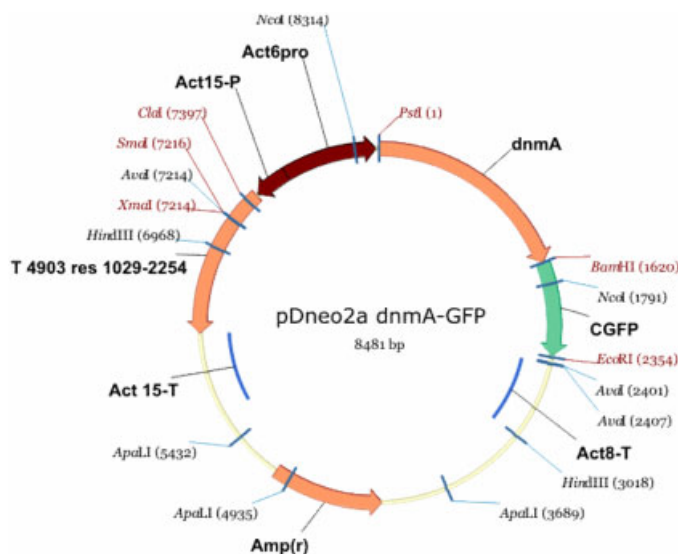 NcoI (8314)
Act6pro
Act15-P
PstI (1)
ClaI (7397)
dnmA
SmaI (7216)
AvaI (7214)
XmaI (7214)
HindIII (6968)
BamHI (1620)
T 4903 res 1029-2254
NcoI (1791)
pDneo2a dnmA-GFP
CGFP
8481 bp
EcoRI (2354)
Act 15-T
AvaI (2401)
AvaI (2407)
Act8-T
ApaLI (5432)
HindIII (3018)
ApaLI (4935)
ApaLI (3689)
Amp(r)